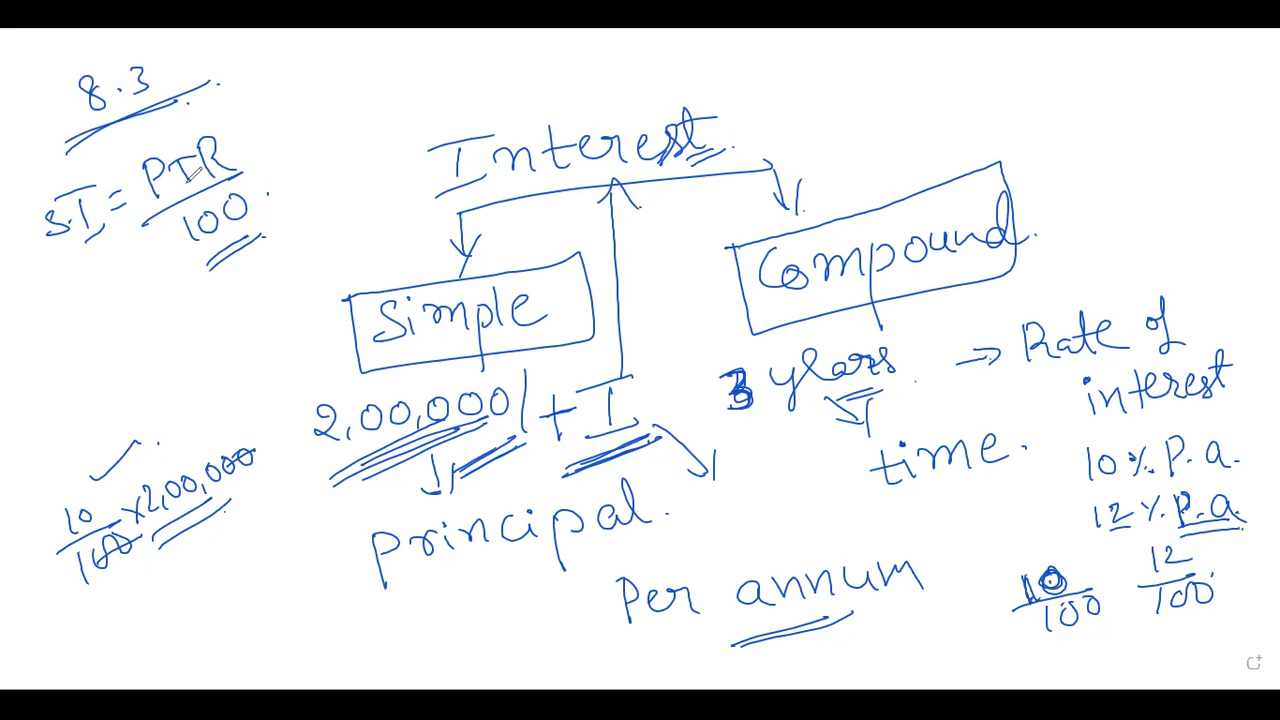 8.3
Interest
S.I = PTR
100
Simple
Compound
2,00,000/ + I
3 years
→ Rate of
interest
time.
10 % P.a.
12 % P.a.
10
100 × 2,00,000
principal.
Per annum
10
100
12
100